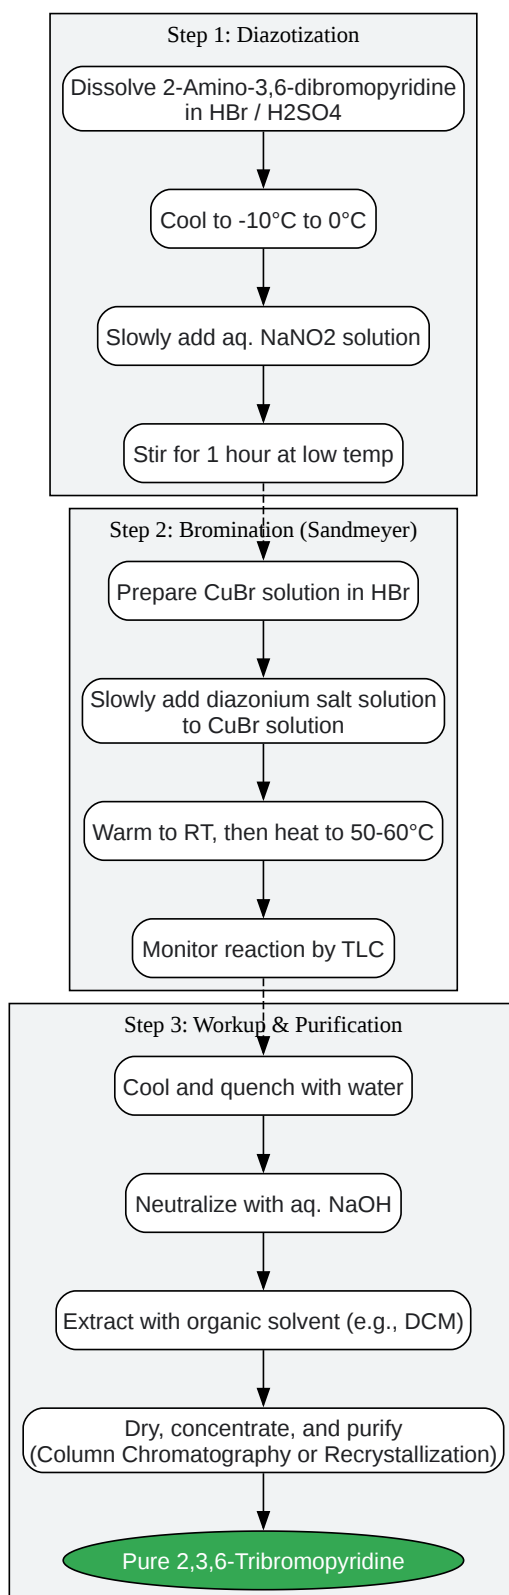 Step 1: Diazotization
Dissolve 2-Amino-3,6-dibromopyridine
in HBr / H2SO4
Cool to -10°C to 0°C
Slowly add aq. NaNO2 solution
Stir for 1 hour at low temp
Step 2: Bromination (Sandmeyer)
Prepare CuBr solution in HBr
Slowly add diazonium salt solution
to CuBr solution
Warm to RT, then heat to 50-60°C
Monitor reaction by TLC
Step 3: Workup & Purification
Cool and quench with water
Neutralize with aq. NaOH
Extract with organic solvent (e.g., DCM)
Dry, concentrate, and purify
(Column Chromatography or Recrystallization)
Pure 2,3,6-Tribromopyridine